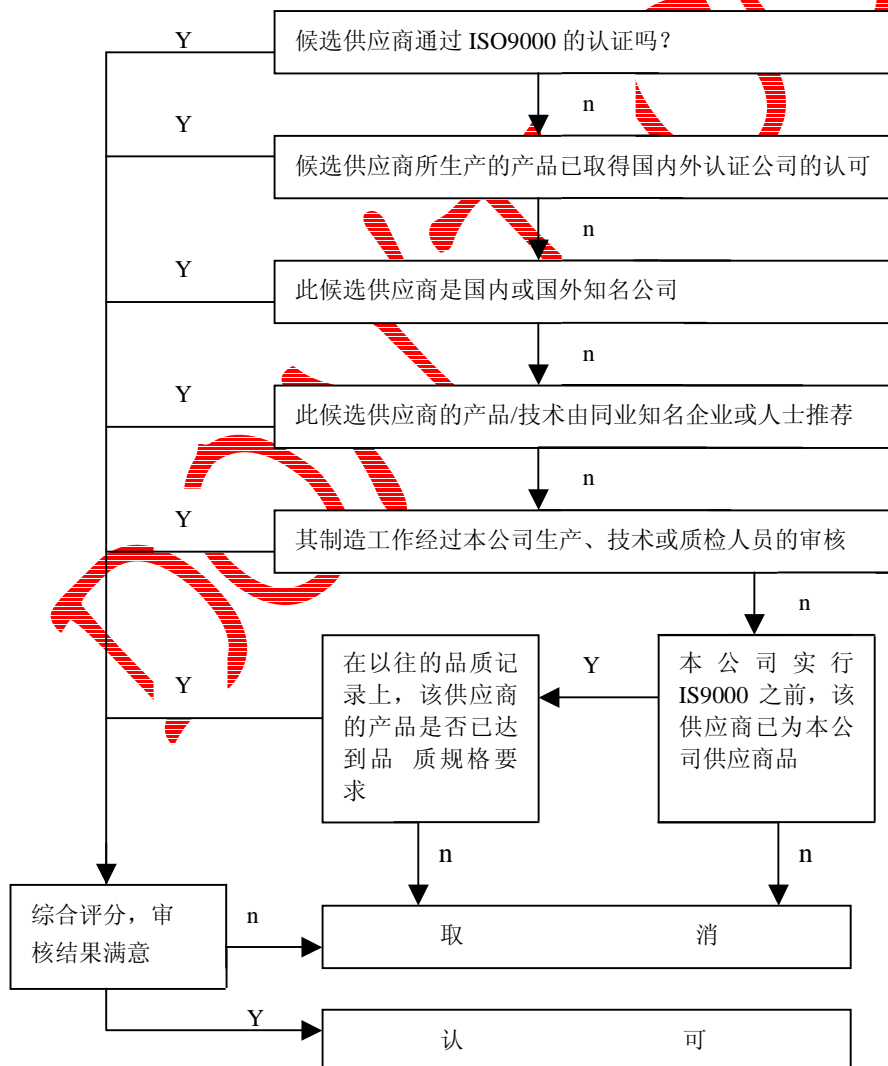 Y
候选供应商通过 ISO9000 的认证吗？
n
Y
候选供应商所生产的产品已取得国内外认证公司的认可
n
Y
此候选供应商是国内或国外知名公司
n
Y
此候选供应商的产品/技术由同业知名企业或人士推荐
n
Y
其制造工作经过本公司生产、技术或质检人员的审核
n
Y
在以往的品质记
录上，该供应商
的产品是否已达
到品 质规格要
求
Y
本公司实行
IS9000 之前，该
供应商已为本公
司供应商品
n
n
综合评分，审
核结果满意
n
取 消
Y
认 可